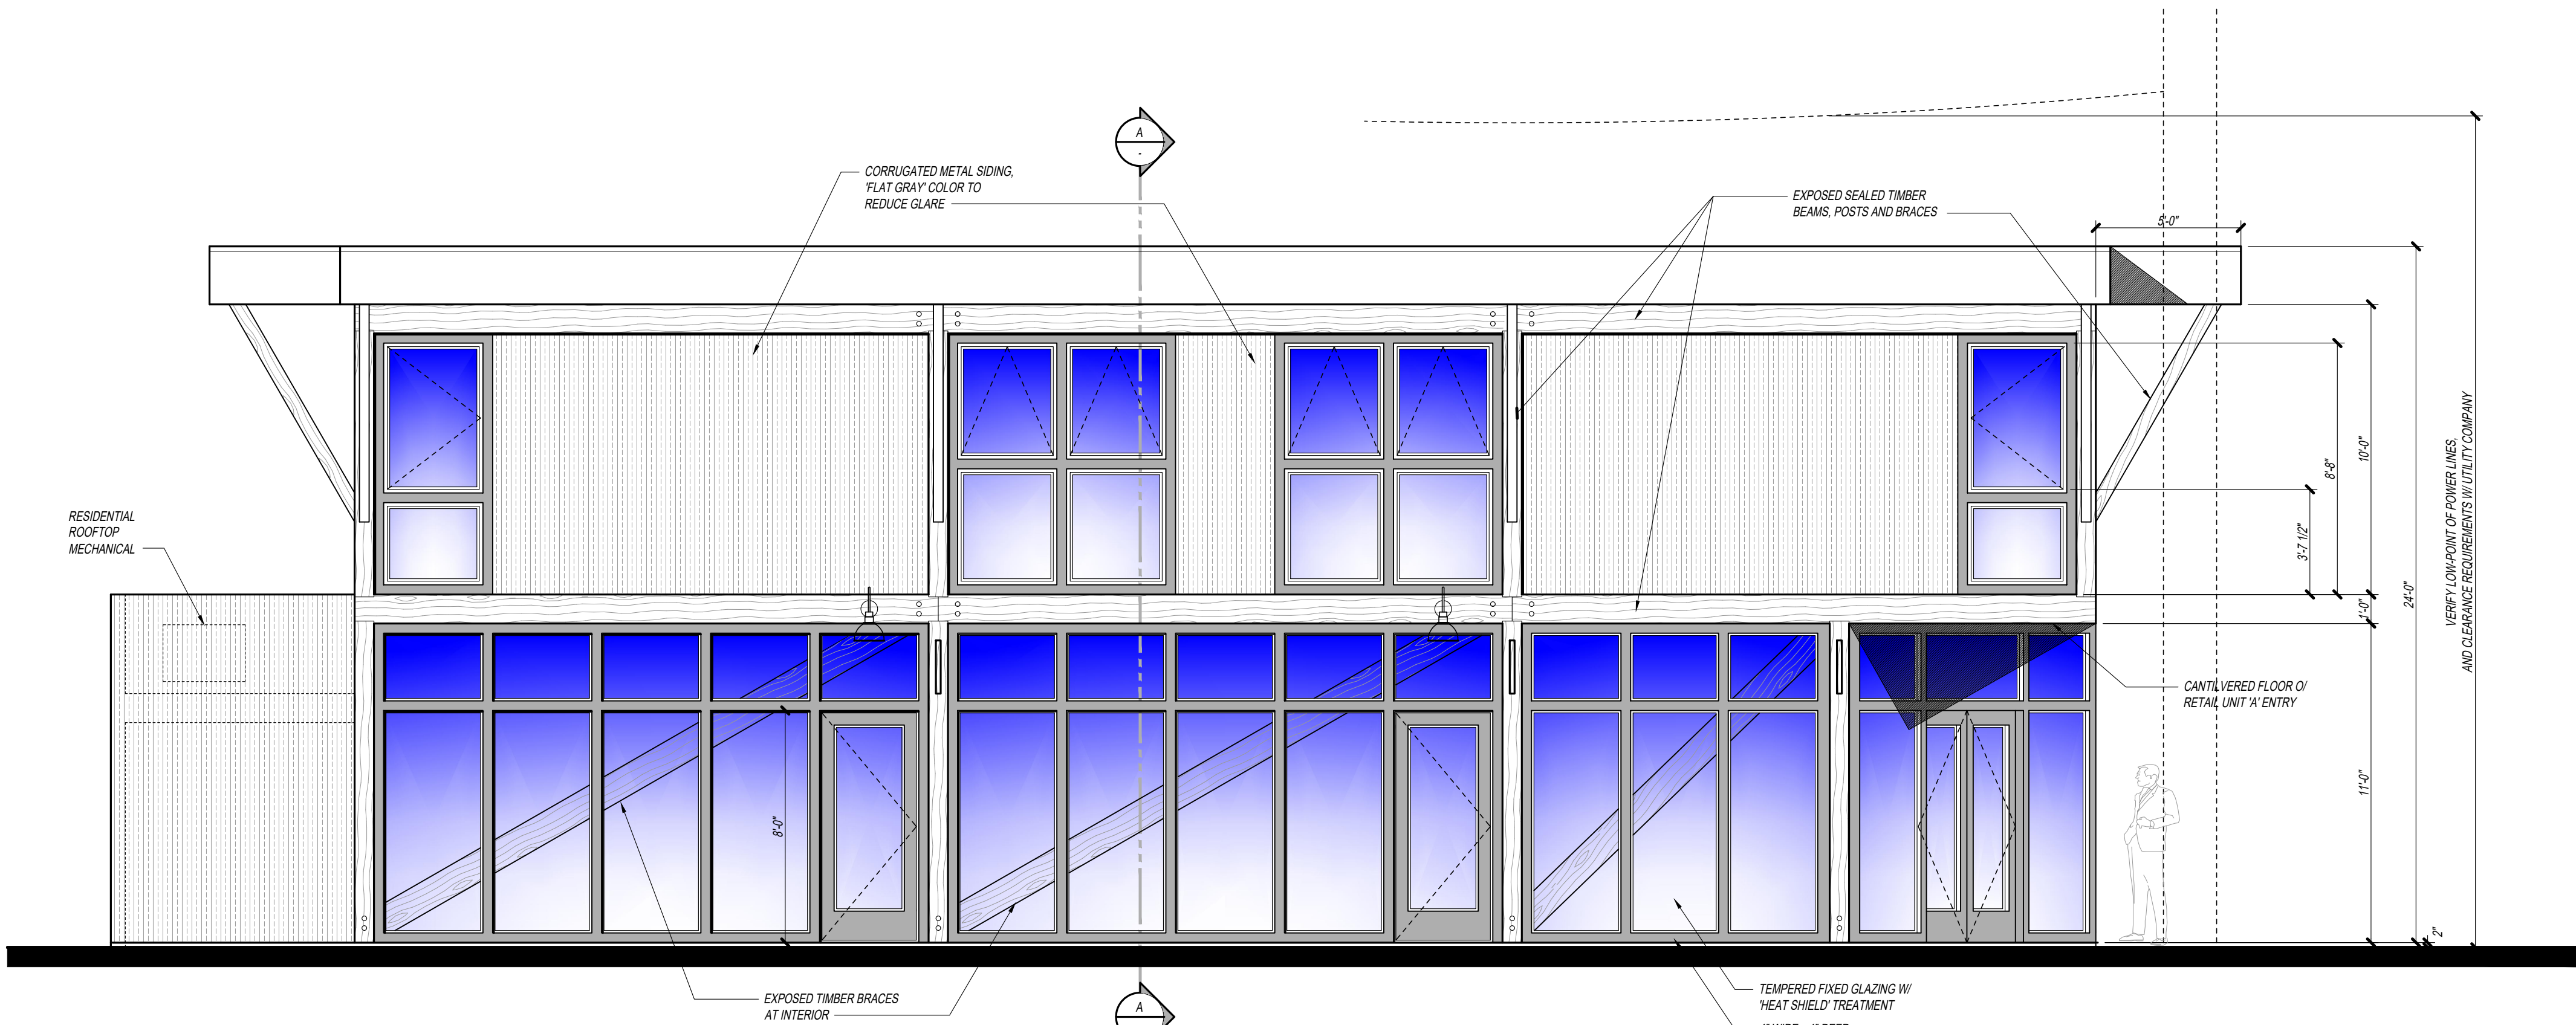 A
-
CORRUGATED METAL SIDING,
'FLAT GRAY' COLOR TO
REDUCE GLARE
EXPOSED SEALED TIMBER
BEAMS, POSTS AND BRACES
5'-0"
RESIDENTIAL
ROOFTOP
MECHANICAL
10'-0"
8'-8"
3'-7 1/2"
1'-0"
24'-0"
VERIFY LOW-POINT OF POWER LINES,
AND CLEARANCE REQUIREMENTS W/ UTILITY COMPANY
CANTILVERED FLOOR O/
RETAIL UNIT 'A' ENTRY
11'-0"
8'-0"
2"
EXPOSED TIMBER BRACES
AT INTERIOR
A
TEMPERED FIXED GLAZING W/
'HEAT SHIELD' TREATMENT